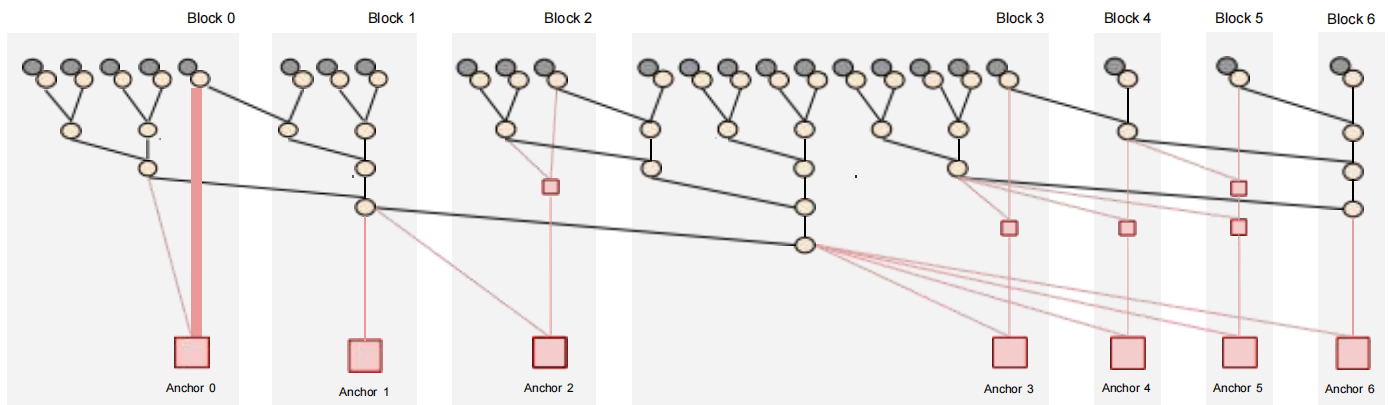 Block 0
Block 1
Block 2
Block 3
Block 4
Block 5
Block 6
Anchor 0
Anchor 1
Anchor 2
Anchor 3
Anchor 4
Anchor 5
Anchor 6